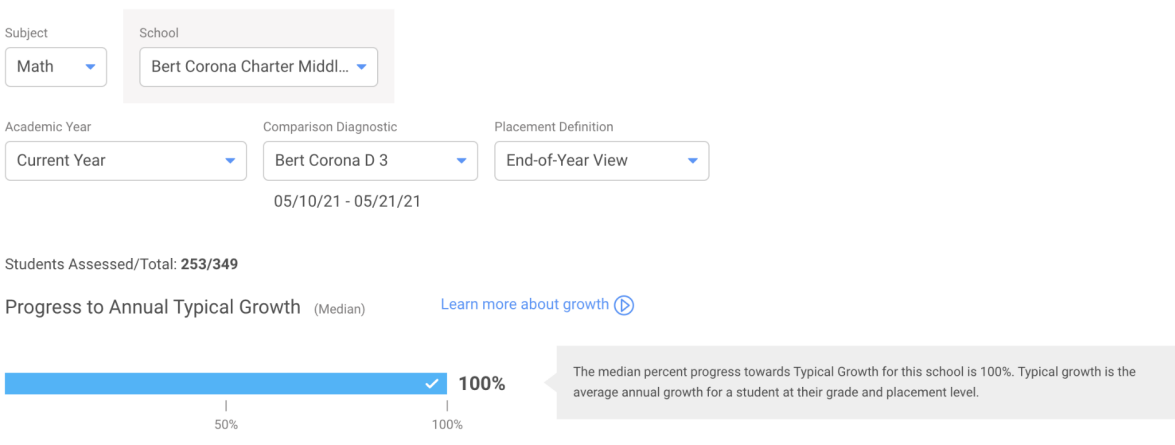 Subject
School
Math
Bert Corona Charter Middl...
Academic Year
Comparison Diagnostic
Placement Definition
Current Year
Bert Corona D 3
End-of-Year View
05/10/21 - 05/21/21
Students Assessed/Total: 253/349
Progress to Annual Typical Growth (Median)
Learn more about growth
100%
The median percent progress towards Typical Growth for this school is 100%. Typical growth is the
average annual growth for a student at their grade and placement level.
50%
100%